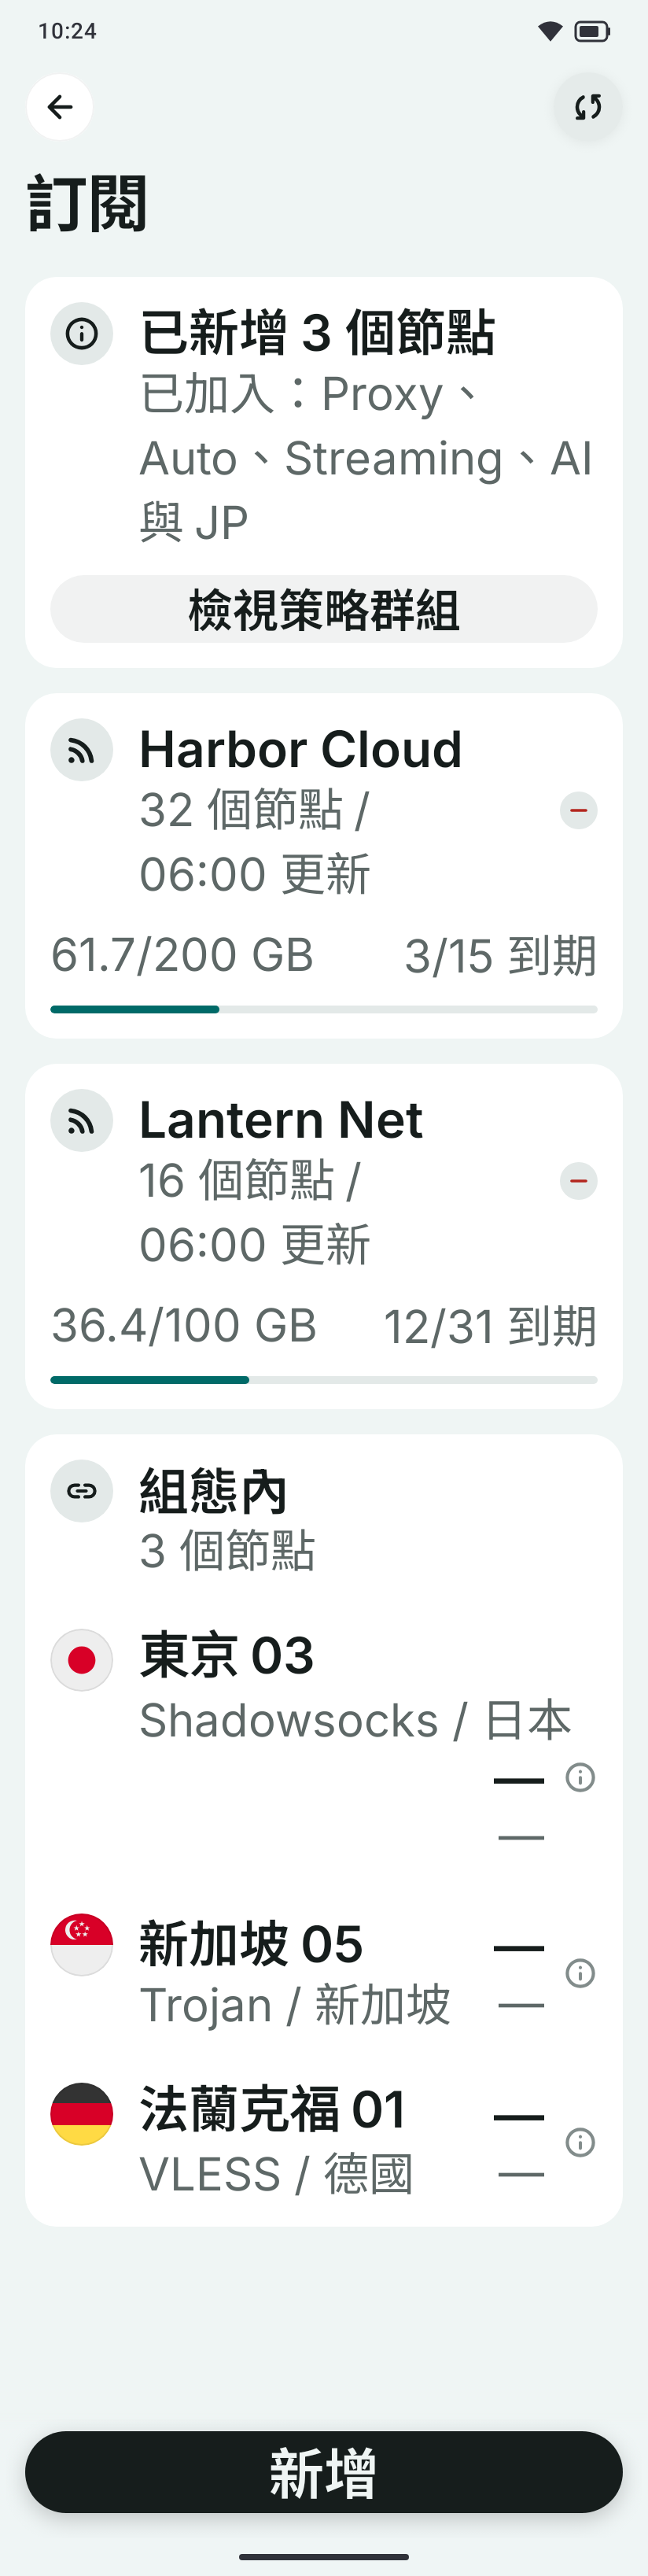 10:24
訂閱
已新增 3 個節點
已加入：Proxy、
Auto、Streaming、AI
與 JP
檢視策略群組
Harbor Cloud
32 個節點 /
06:00 更新
61.7/200 GB
3/15 到期
Lantern Net
16 個節點 /
06:00 更新
36.4/100 GB
12/31 到期
組態內
3 個節點
東京 03
Shadowsocks / 日本
—
—
新加坡 05
—
Trojan / 新加坡
—
法蘭克福 01
—
VLESS / 德國
—
新增